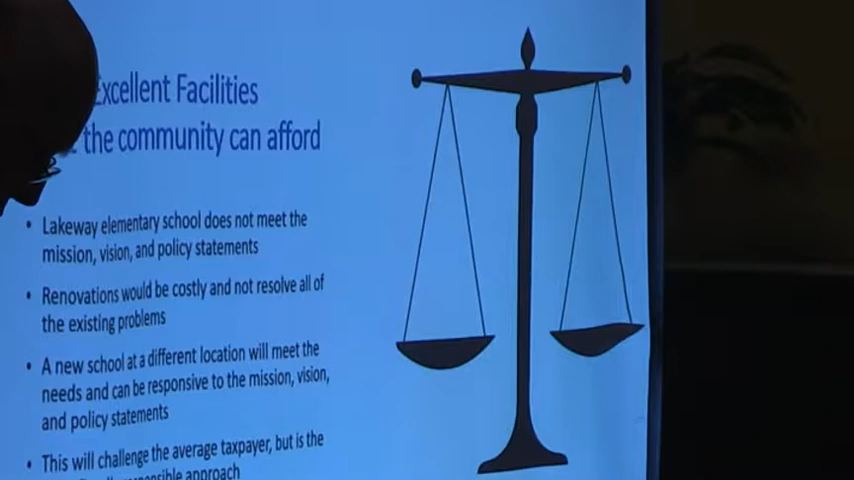 Excellent Facilities
the community can afford
• Lakeway elementary school does not meet the
mission, vision, and policy statements
• Renovations would be costly and not resolve all of
the existing problems
• A new school at a different location will meet the
needs and can be responsive to the mission, vision,
and policy statements
• This will challenge the average taxpayer, but is the
approach